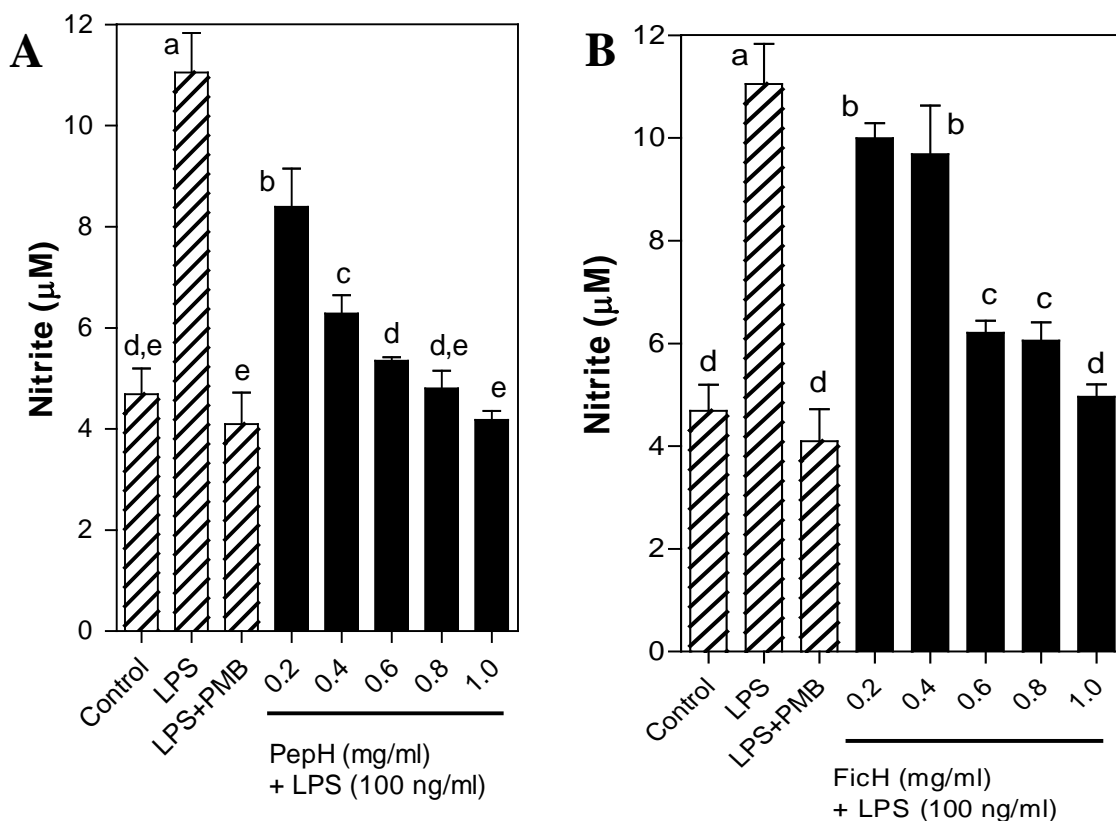 A
Nitrite (μM)
12
10
8
6
4
2
0
a
b
c
d
d,e
e
d,e
e
Control
LPS
LPS+PMB
0.2
0.4
0.6
0.8
1.0
PepH (mg/ml)
+ LPS (100 ng/ml)
B
Nitrite (μM)
12
10
8
6
4
2
0
a
b
b
c
c
d
d
d
Control
LPS
LPS+PMB
0.2
0.4
0.6
0.8
1.0
FicH (mg/ml)
+ LPS (100 ng/ml)